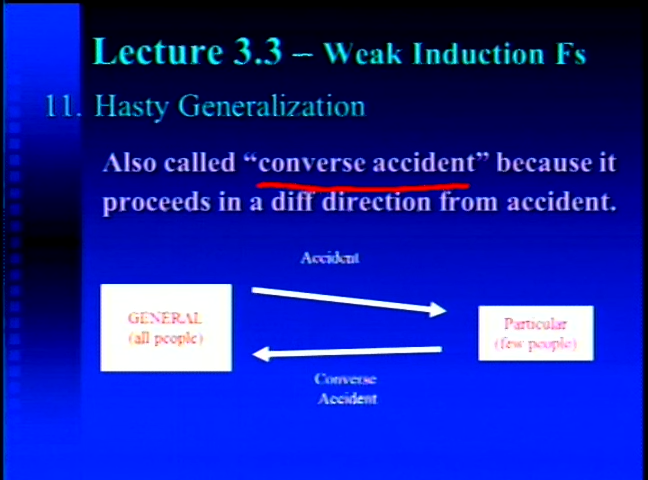 Lecture 3.3 – Weak Induction Fs
11. Hasty Generalization
Also called “converse accident” because it
proceeds in a diff direction from accident.
Accident
GENERAL
(all people)
Particular
(few people)
Converse
Accident